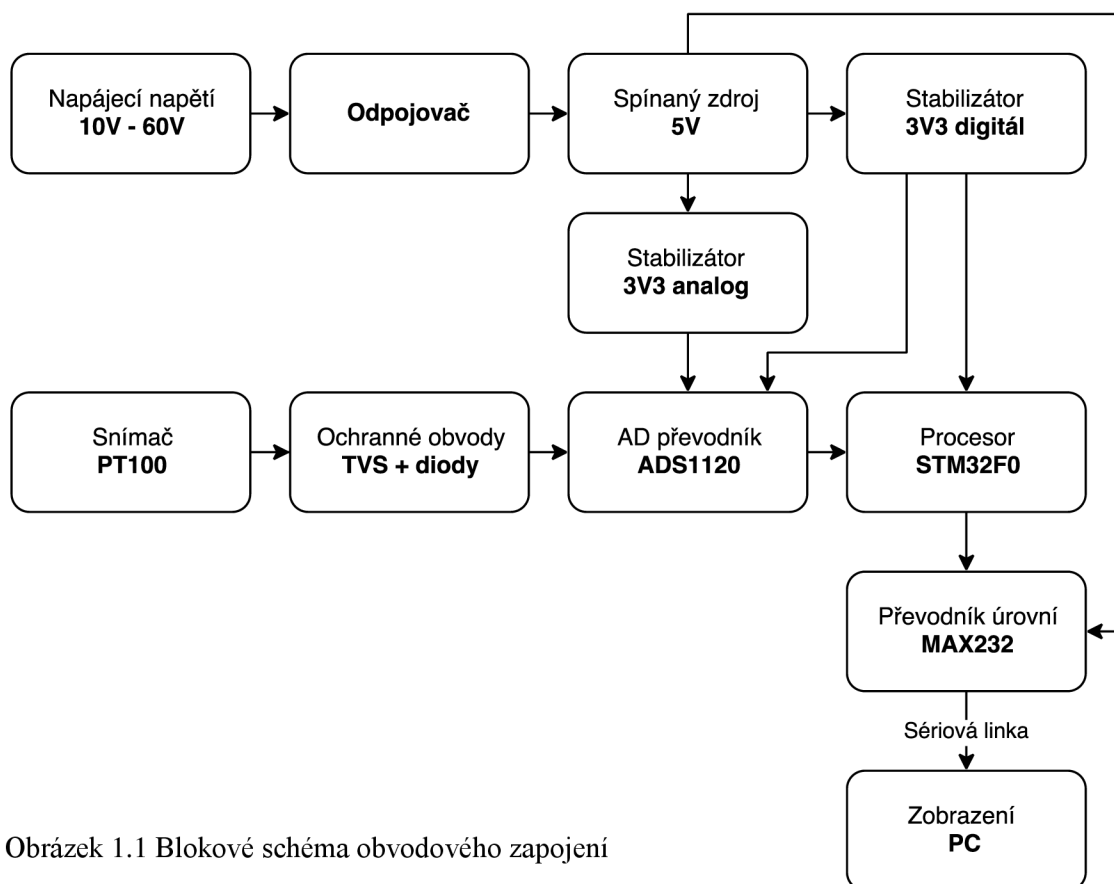 Napájecí napětí
10V - 60V
Odpojovač
Spínaný zdroj
5V
Stabilizátor
3V3 digitál
Stabilizátor
3V3 analog
Snímač
PT100
Ochranné obvody
TVS + diody
AD převodník
ADS1120
Procesor
STM32F0
Převodník úrovní
MAX232
Sériová linka
Zobrazení
PC
Obrázek 1.1 Blokové schéma obvodového zapojení